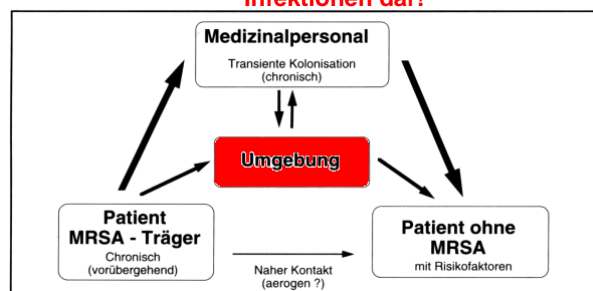 Infektionen dar?
Medizinalpersonal
Transiente Kolonisation
(chronisch)
Umgebung
Patient
MRSA - Träger
Chronisch
(vorübergehend)
Naher Kontakt
(aerogen ?)
Patient ohne
MRSA
mit Risikofaktoren